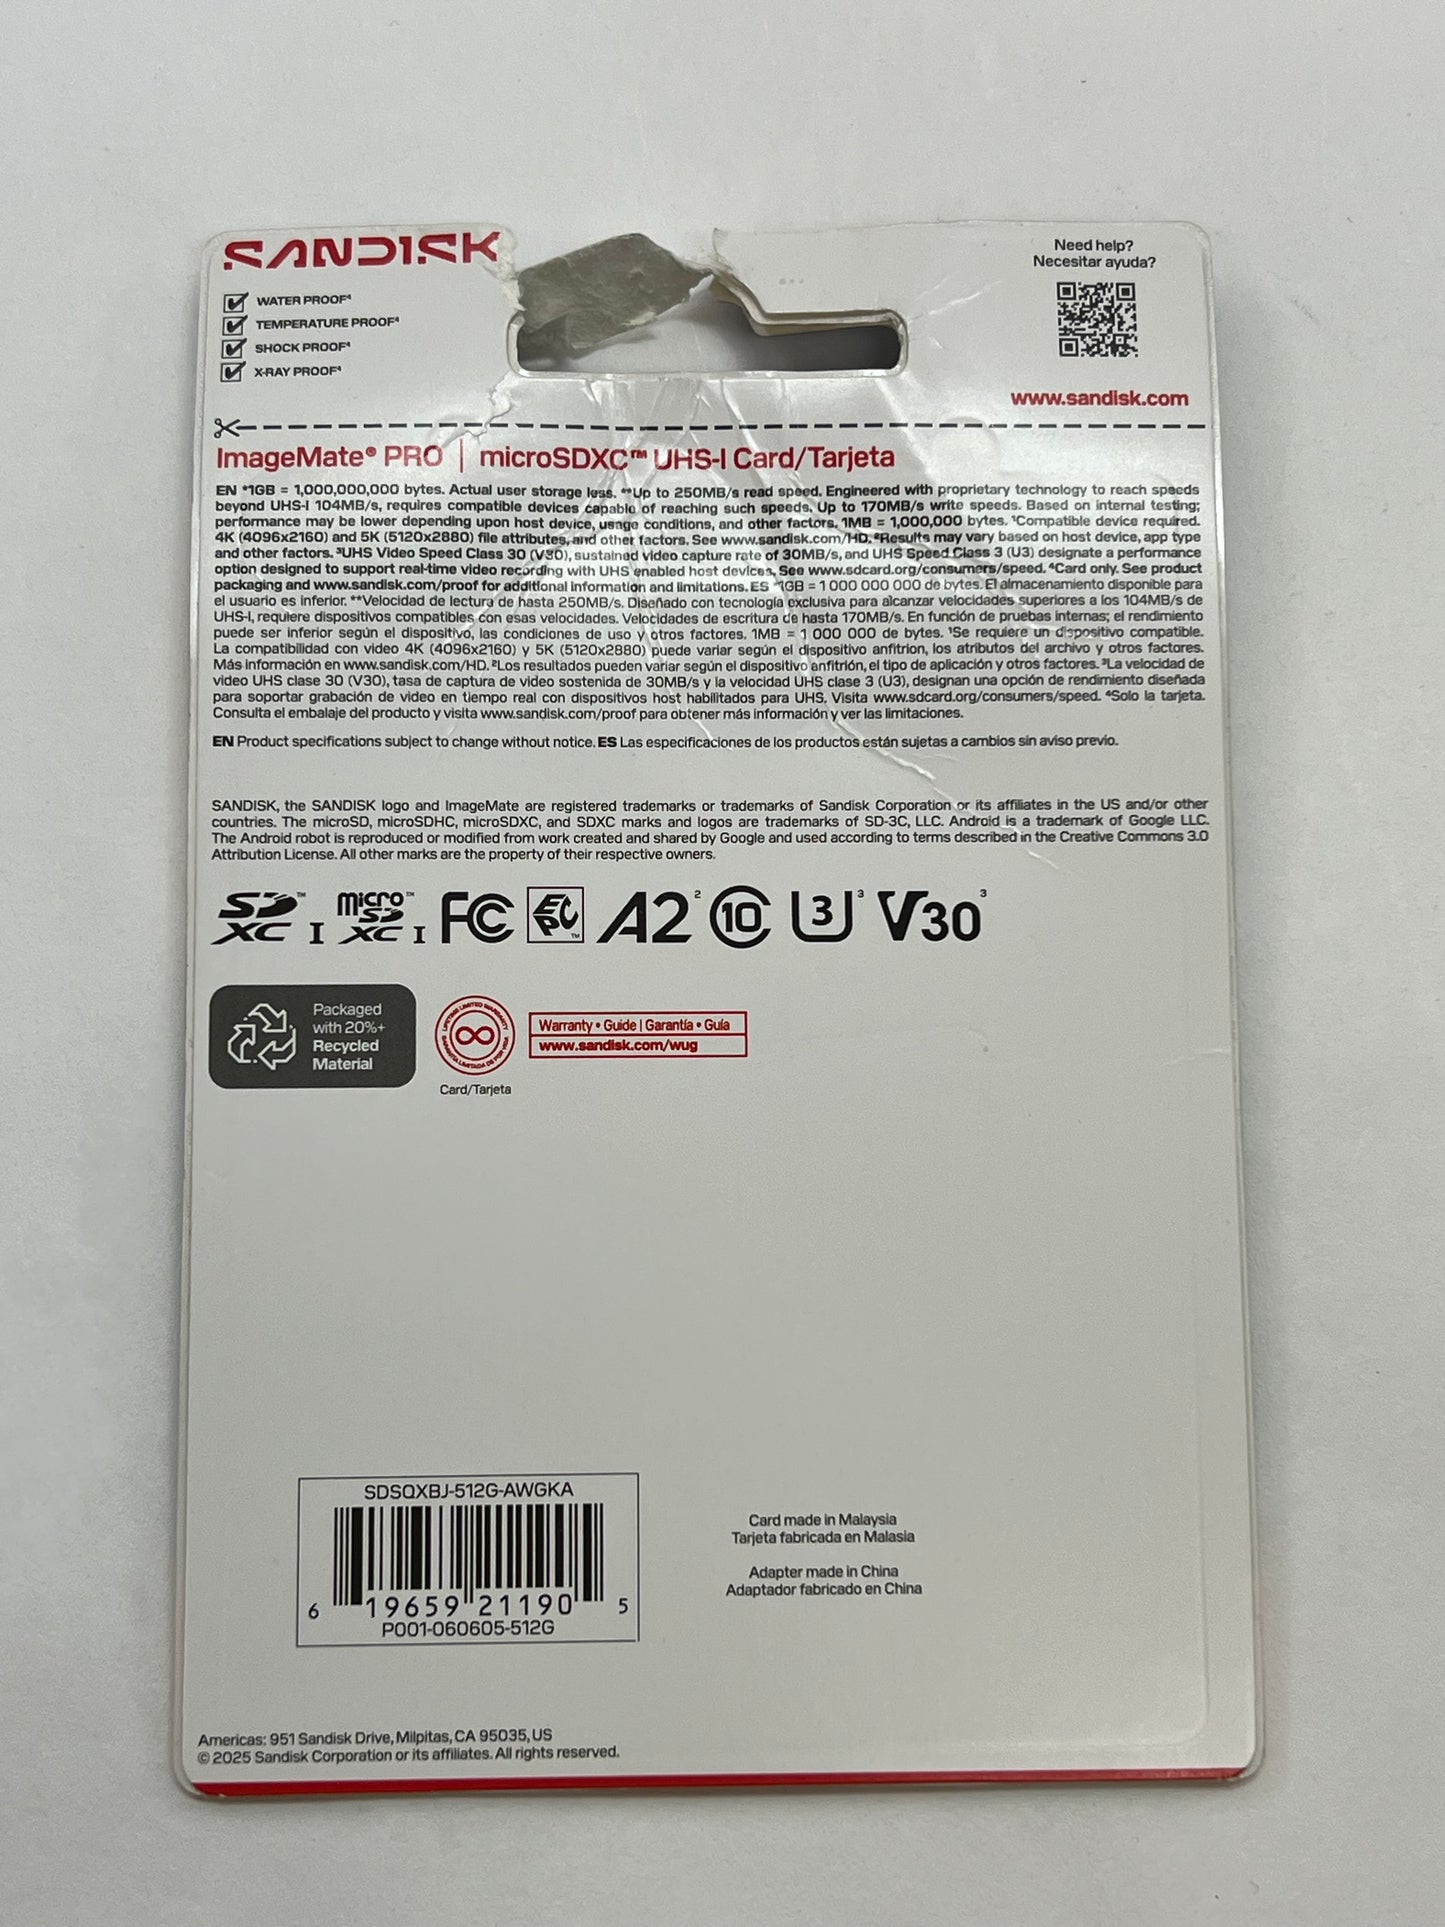 SANDISK
WATER PROOF⁴
TEMPERATURE PROOF⁴
SHOCK PROOF⁴
X-RAY PROOF⁴
Need help?
Necesitar ayuda?
www.sandisk.com
ImageMate® PRO | microSDXC™ UHS-I Card/Tarjeta
EN *1GB = 1,000,000,000 bytes. Actual user storage less. **Up to 250MB/s read speed. Engineered with proprietary technology to reach speeds
beyond UHS-I 104MB/s, requires compatible devices capable of reaching such speeds. Up to 170MB/s write speeds. Based on internal testing;
performance may be lower depending upon host device, usage conditions, and other factors. 1MB = 1,000,000 bytes. ¹Compatible device required.
4K (4096x2160) and 5K (5120x2880) file attributes, and other factors. See www.sandisk.com/HD. ²Results may vary based on host device, app type
and other factors. ³UHS Video Speed Class 30 (V30), sustained video capture rate of 30MB/s, and UHS Speed Class 3 (U3) designate a performance
option designed to support real-time video recording with UHS enabled host devices. See www.sdcard.org/consumers/speed. ⁴Card only. See product
packaging and www.sandisk.com/proof for additional information and limitations. ES *1GB = 1 000 000 000 de bytes. El almacenamiento disponible para
el usuario es inferior. **Velocidad de lectura de hasta 250MB/s. Diseñado con tecnología exclusiva para alcanzar velocidades superiores a los 104MB/s de
UHS-I, requiere dispositivos compatibles con esas velocidades. Velocidades de escritura de hasta 170MB/s. En función de pruebas internas; el rendimiento
puede ser inferior según el dispositivo, las condiciones de uso y otros factores. 1MB = 1 000 000 de bytes. ¹Se requiere un dispositivo compatible.
La compatibilidad con video 4K (4096x2160) y 5K (5120x2880) puede variar según el dispositivo anfitrion, los atributos del archivo y otros factores.
Más información en www.sandisk.com/HD. ²Los resultados pueden variar según el dispositivo anfitrión, el tipo de aplicación y otros factores. ³La velocidad de
video UHS clase 30 (V30), tasa de captura de video sostenida de 30MB/s y la velocidad UHS clase 3 (U3), designan una opción de rendimiento diseñada
para soportar grabación de video en tiempo real con dispositivos host habilitados para UHS. Visita www.sdcard.org/consumers/speed. ⁴Solo la tarjeta.
Consulta el embalaje del producto y visita www.sandisk.com/proof para obtener más información y ver las limitaciones.
EN Product specifications subject to change without notice. ES Las especificaciones de los productos están sujetas a cambios sin aviso previo.
SANDISK, the SANDISK logo and ImageMate are registered trademarks or trademarks of Sandisk Corporation or its affiliates in the US and/or other
countries. The microSD, microSDHC, microSDXC, and SDXC marks and logos are trademarks of SD-3C, LLC. Android is a trademark of Google LLC.
The Android robot is reproduced or modified from work created and shared by Google and used according to terms described in the Creative Commons 3.0
Attribution License. All other marks are the property of their respective owners.
SD XC™ I micro SD XC™ I FC EC PC™ A2² 10 U3³ V30³
Packaged
with 20%+
Recycled
Material
LIFETIME LIMITED WARRANTY
GARANTÍA LIMITADA DE POR VIDA
Card/Tarjeta
Warranty • Guide | Garantía • Guía
www.sandisk.com/wug
SDSQXBJ-512G-AWGKA
6 19659 21190 5
P001-060605-512G
Card made in Malaysia
Tarjeta fabricada en Malasia
Adapter made in China
Adaptador fabricado en China
Americas: 951 Sandisk Drive, Milpitas, CA 95035, US
© 2025 Sandisk Corporation or its affiliates. All rights reserved.